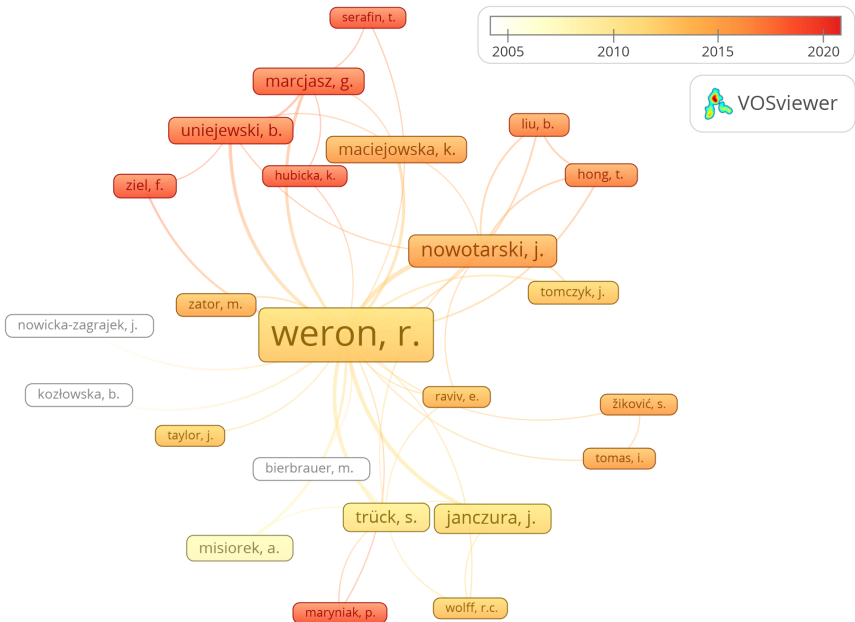 serafin, t.
2005 2010 2015 2020
marcjasz, g.
VOSviewer
uniejewski, b.
liu, b.
maciejowska, k.
hubicka, k.
hong, t.
ziel, f.
nowotarski, j.
tomczyk, j.
zator, m.
nowicka-zagrajek, j.
weron, r.
kozłowska, b.
raviv, e.
žiković, s.
taylor, j.
tomas, i.
bierbrauer, m.
trück, s.
janczura, j.
misiorek, a.
wolff, r.c.
maryniak, p.